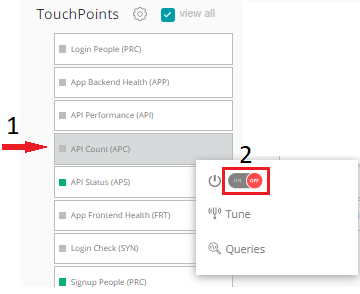 TouchPoints view all
Login People (PRC)
App Backend Health (APP)
1
API Performance (API)
API Count (APC)
2
API Status (APS)
ON OFF
App Frontend Health (FRT)
Tune
Login Check (SYN)
Queries
Signup People (PRC)